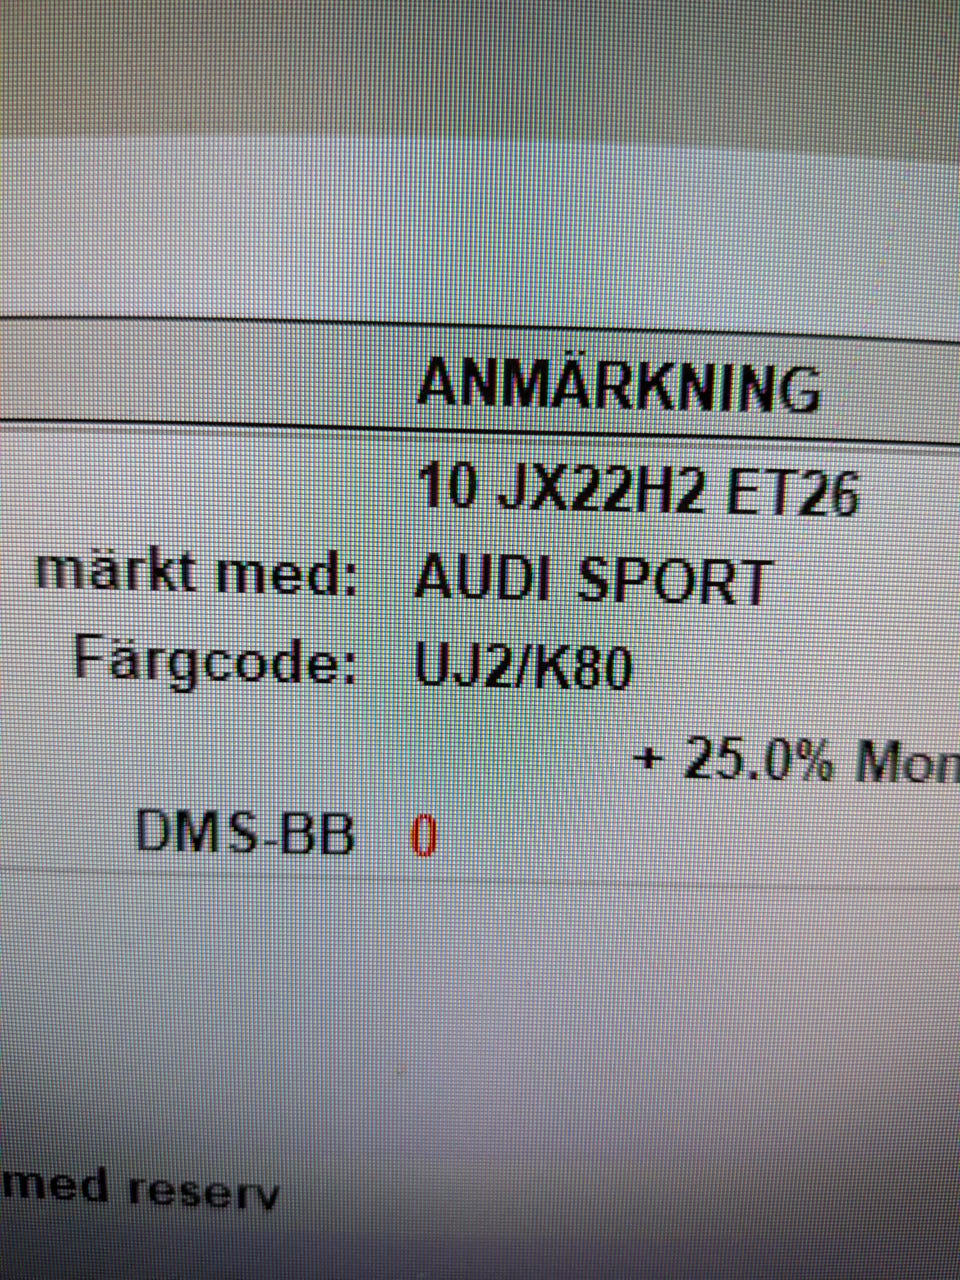 ANMÄRKNING
10 JX22H2 ET26
märkt med: AUDI SPORT
Färgcode: UJ2/K80
+ 25.0% Mon
DMS-BB 0
med reserv